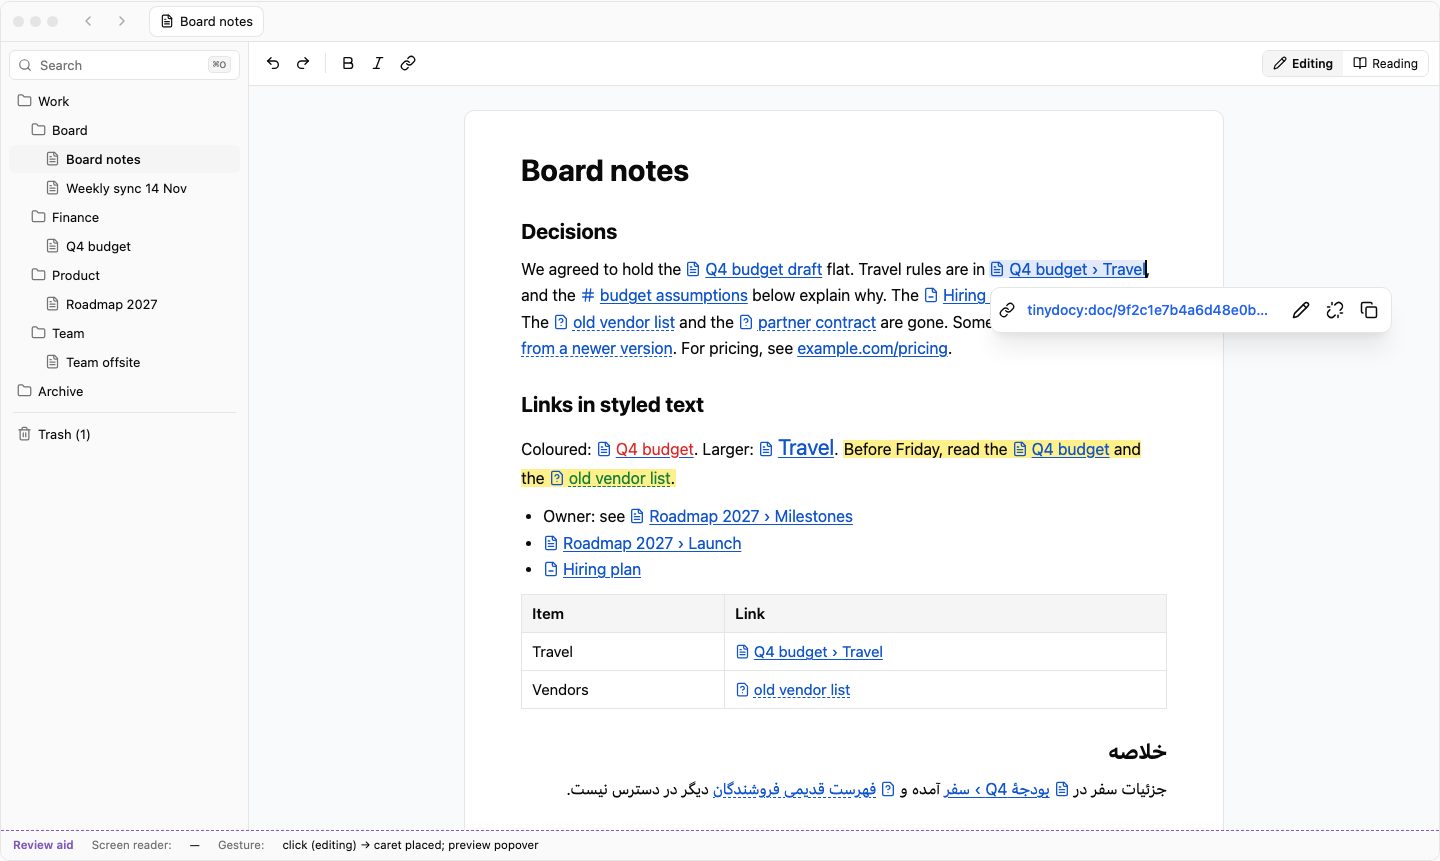 Board notes
Search ⌘O
Editing Reading
Work
Board
Board notes
Weekly sync 14 Nov
Finance
Q4 budget
Product
Roadmap 2027
Team
Team offsite
Archive
Trash (1)
Board notes
Decisions
We agreed to hold the Q4 budget draft flat. Travel rules are in Q4 budget › Travel,
and the # budget assumptions below explain why. The Hiring
The old vendor list and the partner contract are gone. Some
from a newer version. For pricing, see example.com/pricing.
tinydocy:doc/9f2c1e7b4a6d48e0b...
Links in styled text
Coloured: Q4 budget. Larger: Travel. Before Friday, read the Q4 budget and
the old vendor list.
• Owner: see Roadmap 2027 › Milestones
• Roadmap 2027 › Launch
• Hiring plan
Item Link
Travel Q4 budget › Travel
Vendors old vendor list
خلاصه
جزئیات سفر در بودجهٔ Q4 › سفر آمده و فهرست قدیمی فروشندگان دیگر در دسترس نیست.
Review aid Screen reader: — Gesture: click (editing) → caret placed; preview popover